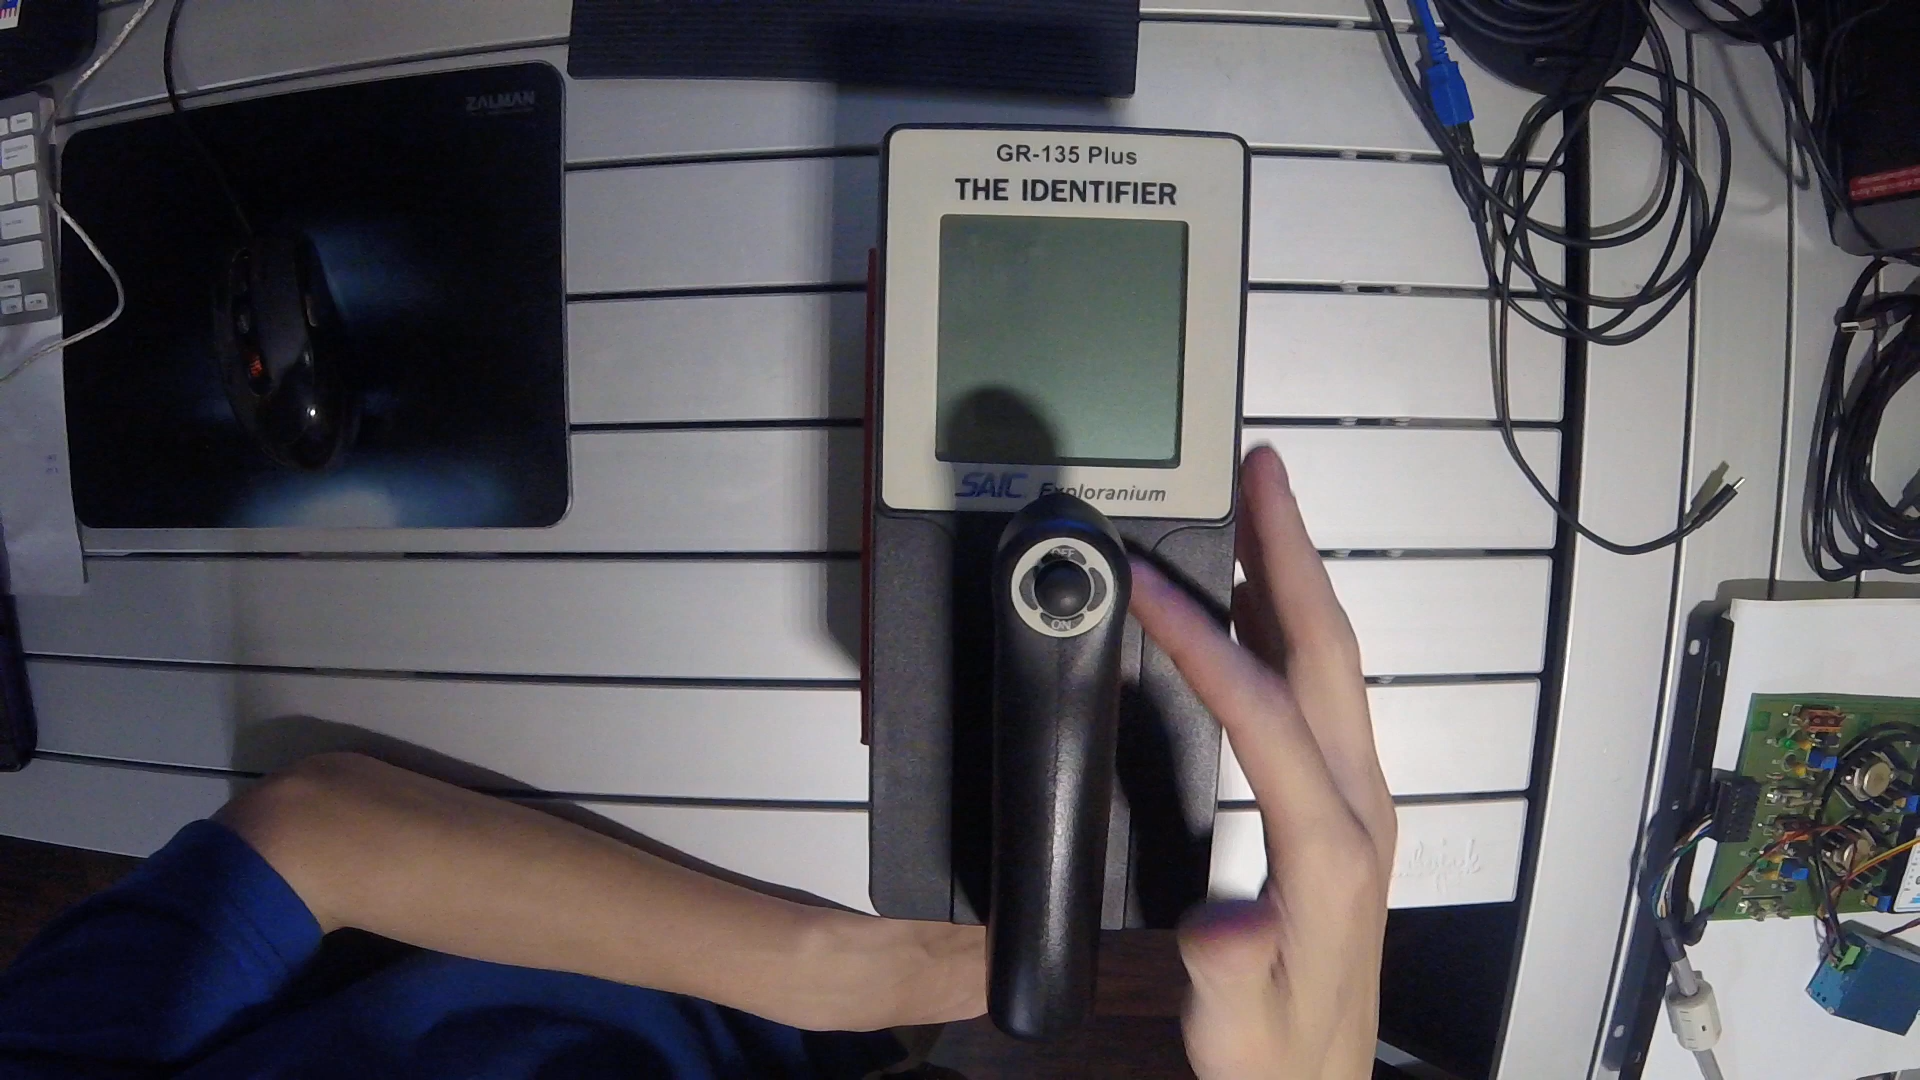 ZALMAN
GR-135 Plus
THE IDENTIFIER
SAIC Exploranium
OFF
ON